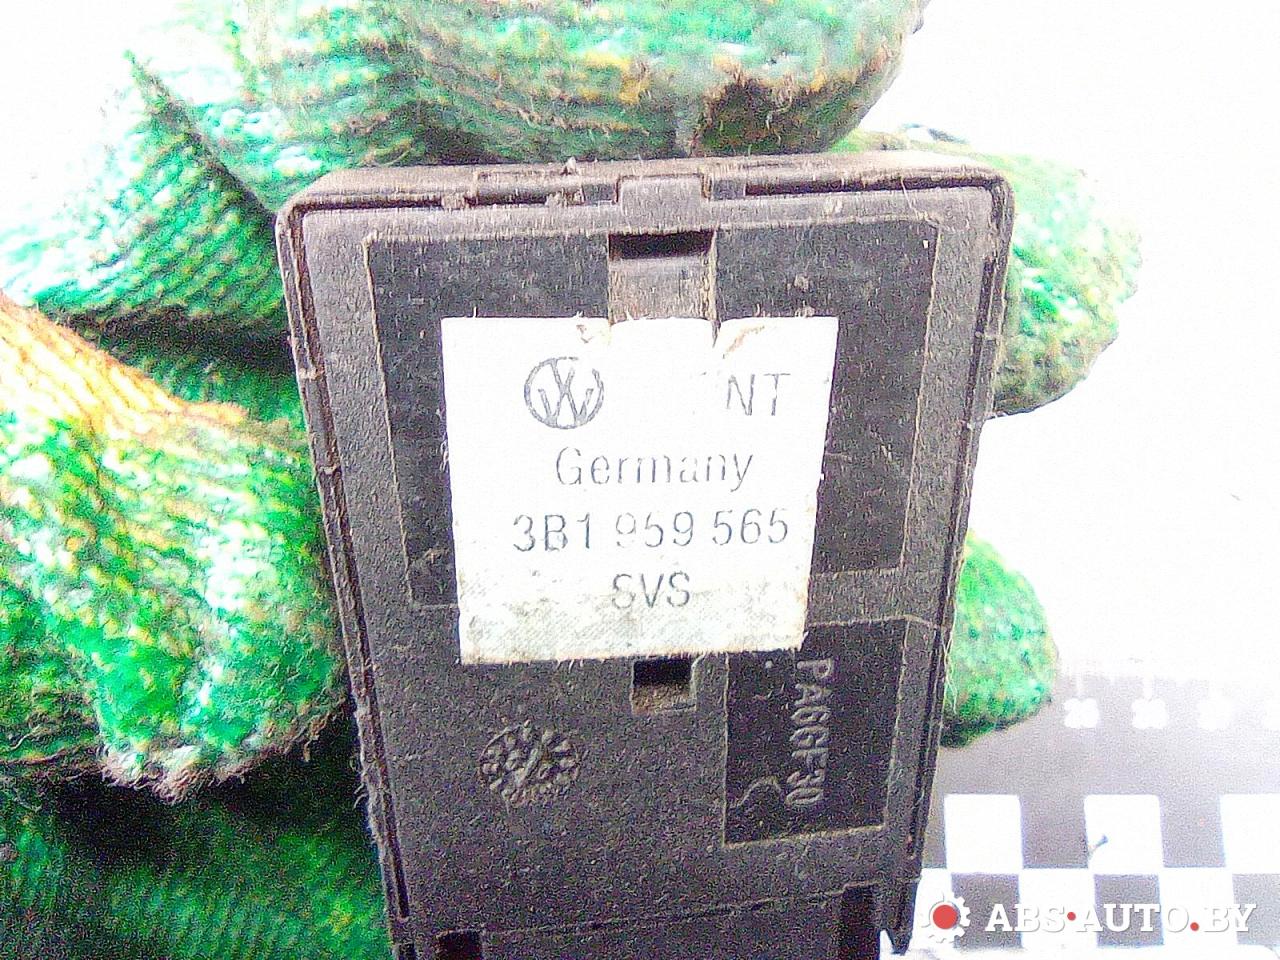 NT
Germany
3B1 959 565
SVS
PA6GF30
ABS-AUTO.BY